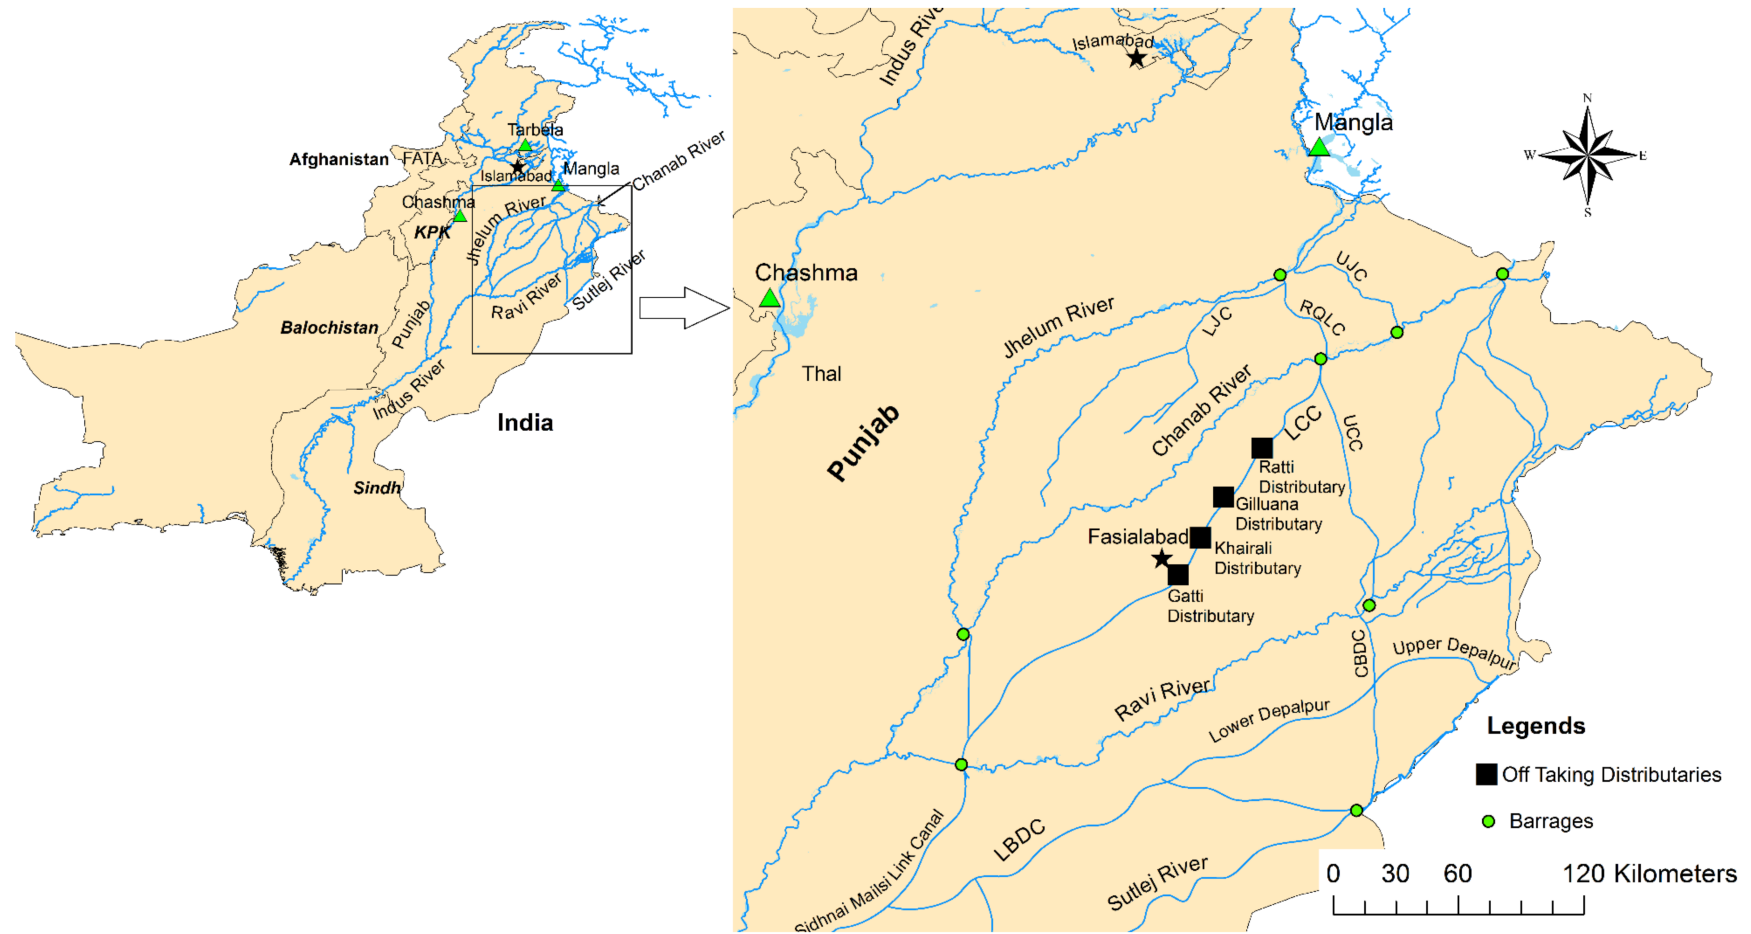 Tarbela
Afghanistan
FATA
Islamabad
Mangla
Chanab River
Chashma
KPK
Jhelum River
Ravi River
Sutlej River
Balochistan
Punjab
Indus River
India
Sindh
Indus River
Islamabad
Mangla
N
W
E
S
Chashma
UJC
RQLC
LJC
Jhelum River
Thal
Chanab River
Punjab
LCC
UCC
Ratti
Distributary
Gilluana
Distributary
Fasialabad
Khairali
Distributary
Gatti
Distributary
CBDC
Upper Depalpur
Ravi River
Lower Depalpur
LBDC
Sidhnai Mailsi Link Canal
Sutlej River
Legends
Off Taking Distributaries
Barrages
0 30 60 120 Kilometers